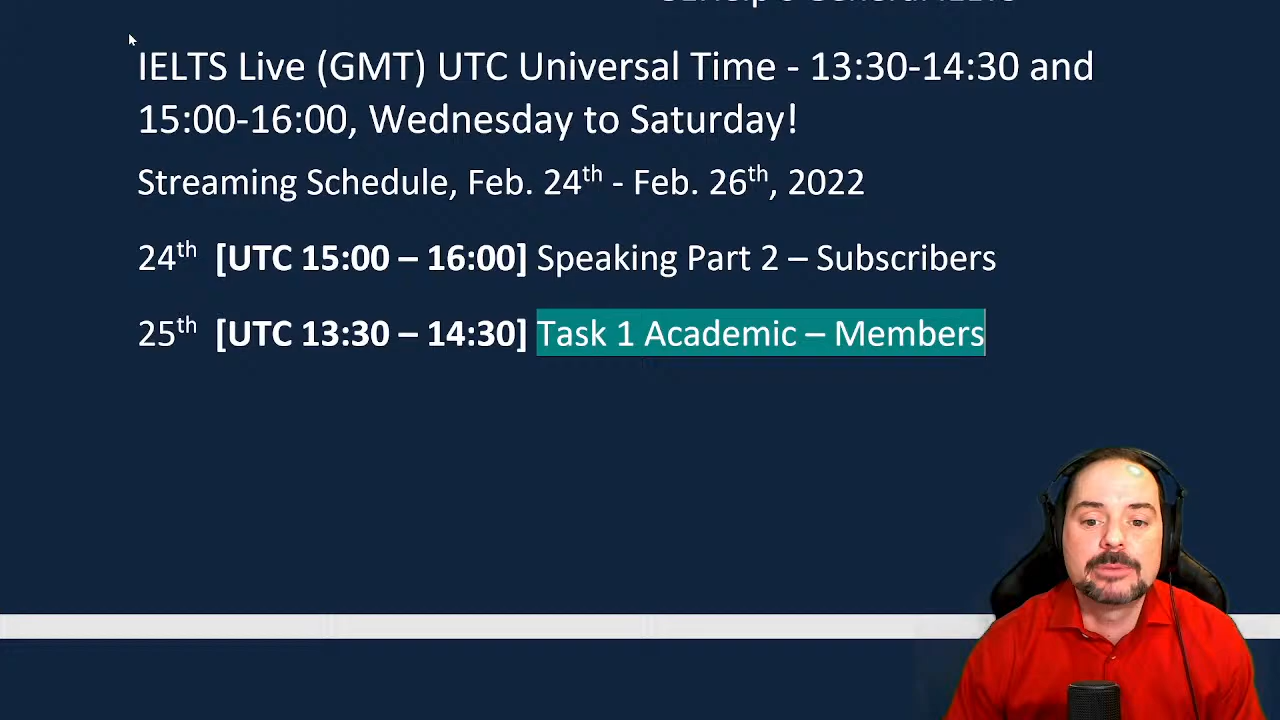 IELTS Live (GMT) UTC Universal Time - 13:30-14:30 and
15:00-16:00, Wednesday to Saturday!
Streaming Schedule, Feb. 24th - Feb. 26th, 2022
24th [UTC 15:00 – 16:00] Speaking Part 2 – Subscribers
25th [UTC 13:30 – 14:30] Task 1 Academic – Members